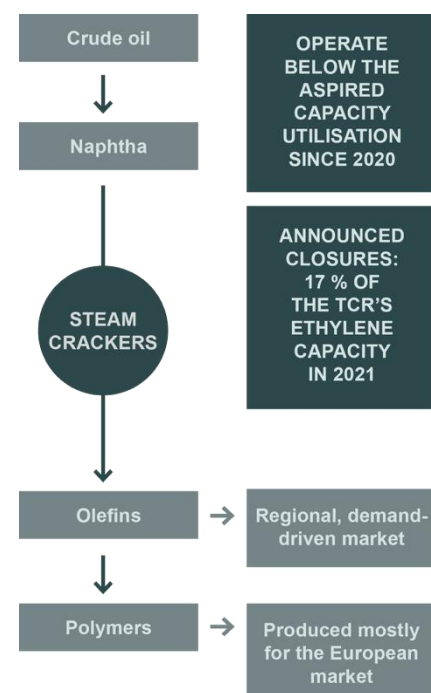 Crude oil
Naphtha
STEAM
CRACKERS
Olefins
Polymers
OPERATE
BELOW THE
ASPIRED
CAPACITY
UTILISATION
SINCE 2020
ANNOUNCED
CLOSURES:
17 % OF
THE TCR’S
ETHYLENE
CAPACITY
IN 2021
Regional, demand-
driven market
Produced mostly
for the European
market